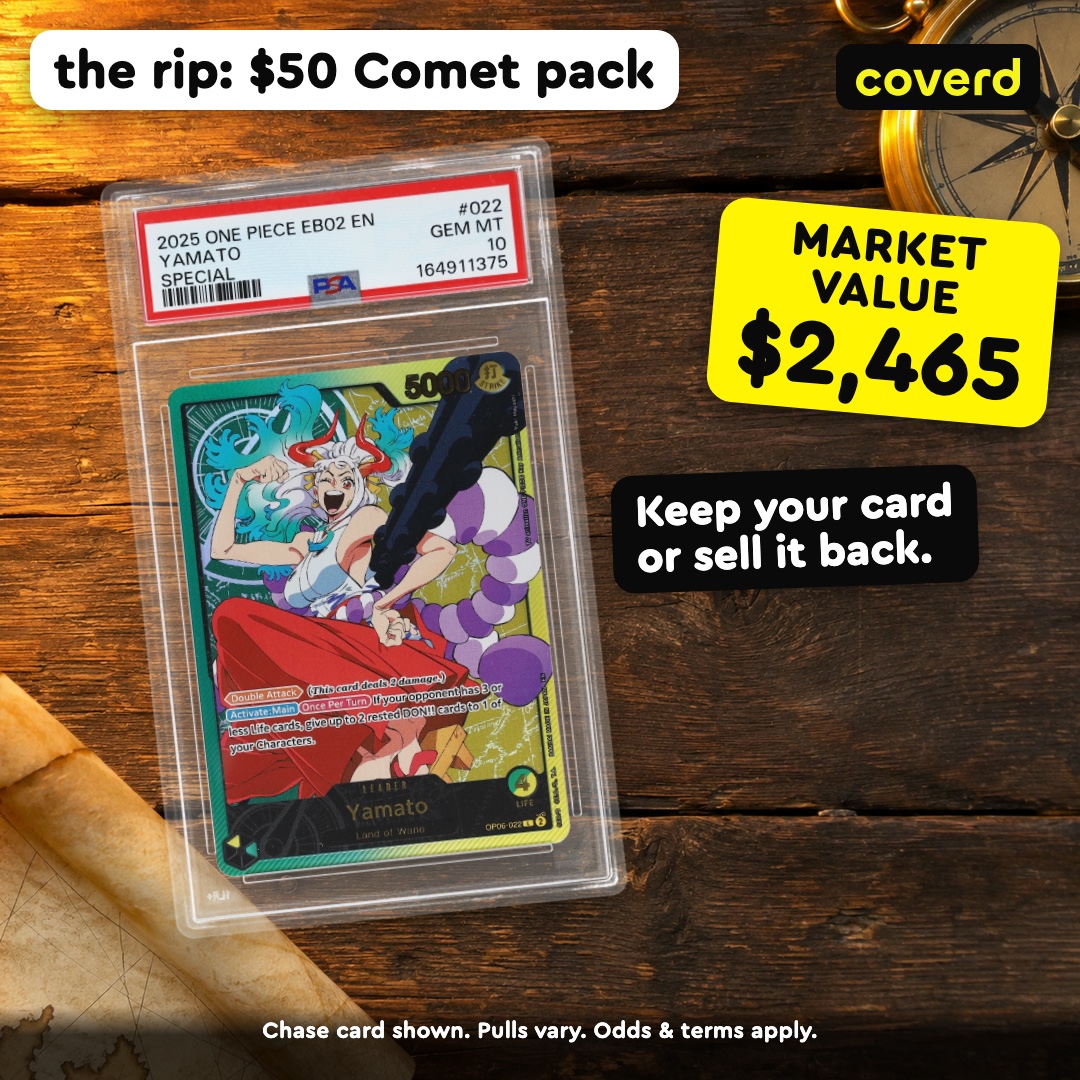 the rip: $50 Comet pack
coverd
2025 ONE PIECE EB02 EN
YAMATO
SPECIAL
#022
GEM MT
10
164911375
PSA
MARKET
VALUE
$2,465
Keep your card
or sell it back.
5000
STRIKE
Double Attack (This card deals 2 damage.)
Activate:Main Once Per Turn If your opponent has 3 or
less Life cards, give up to 2 rested DON!! cards to 1 of
your Characters.
LEADER
Yamato
Land of Wano
4
LIFE
OP06-022 L
Chase card shown. Pulls vary. Odds & terms apply.